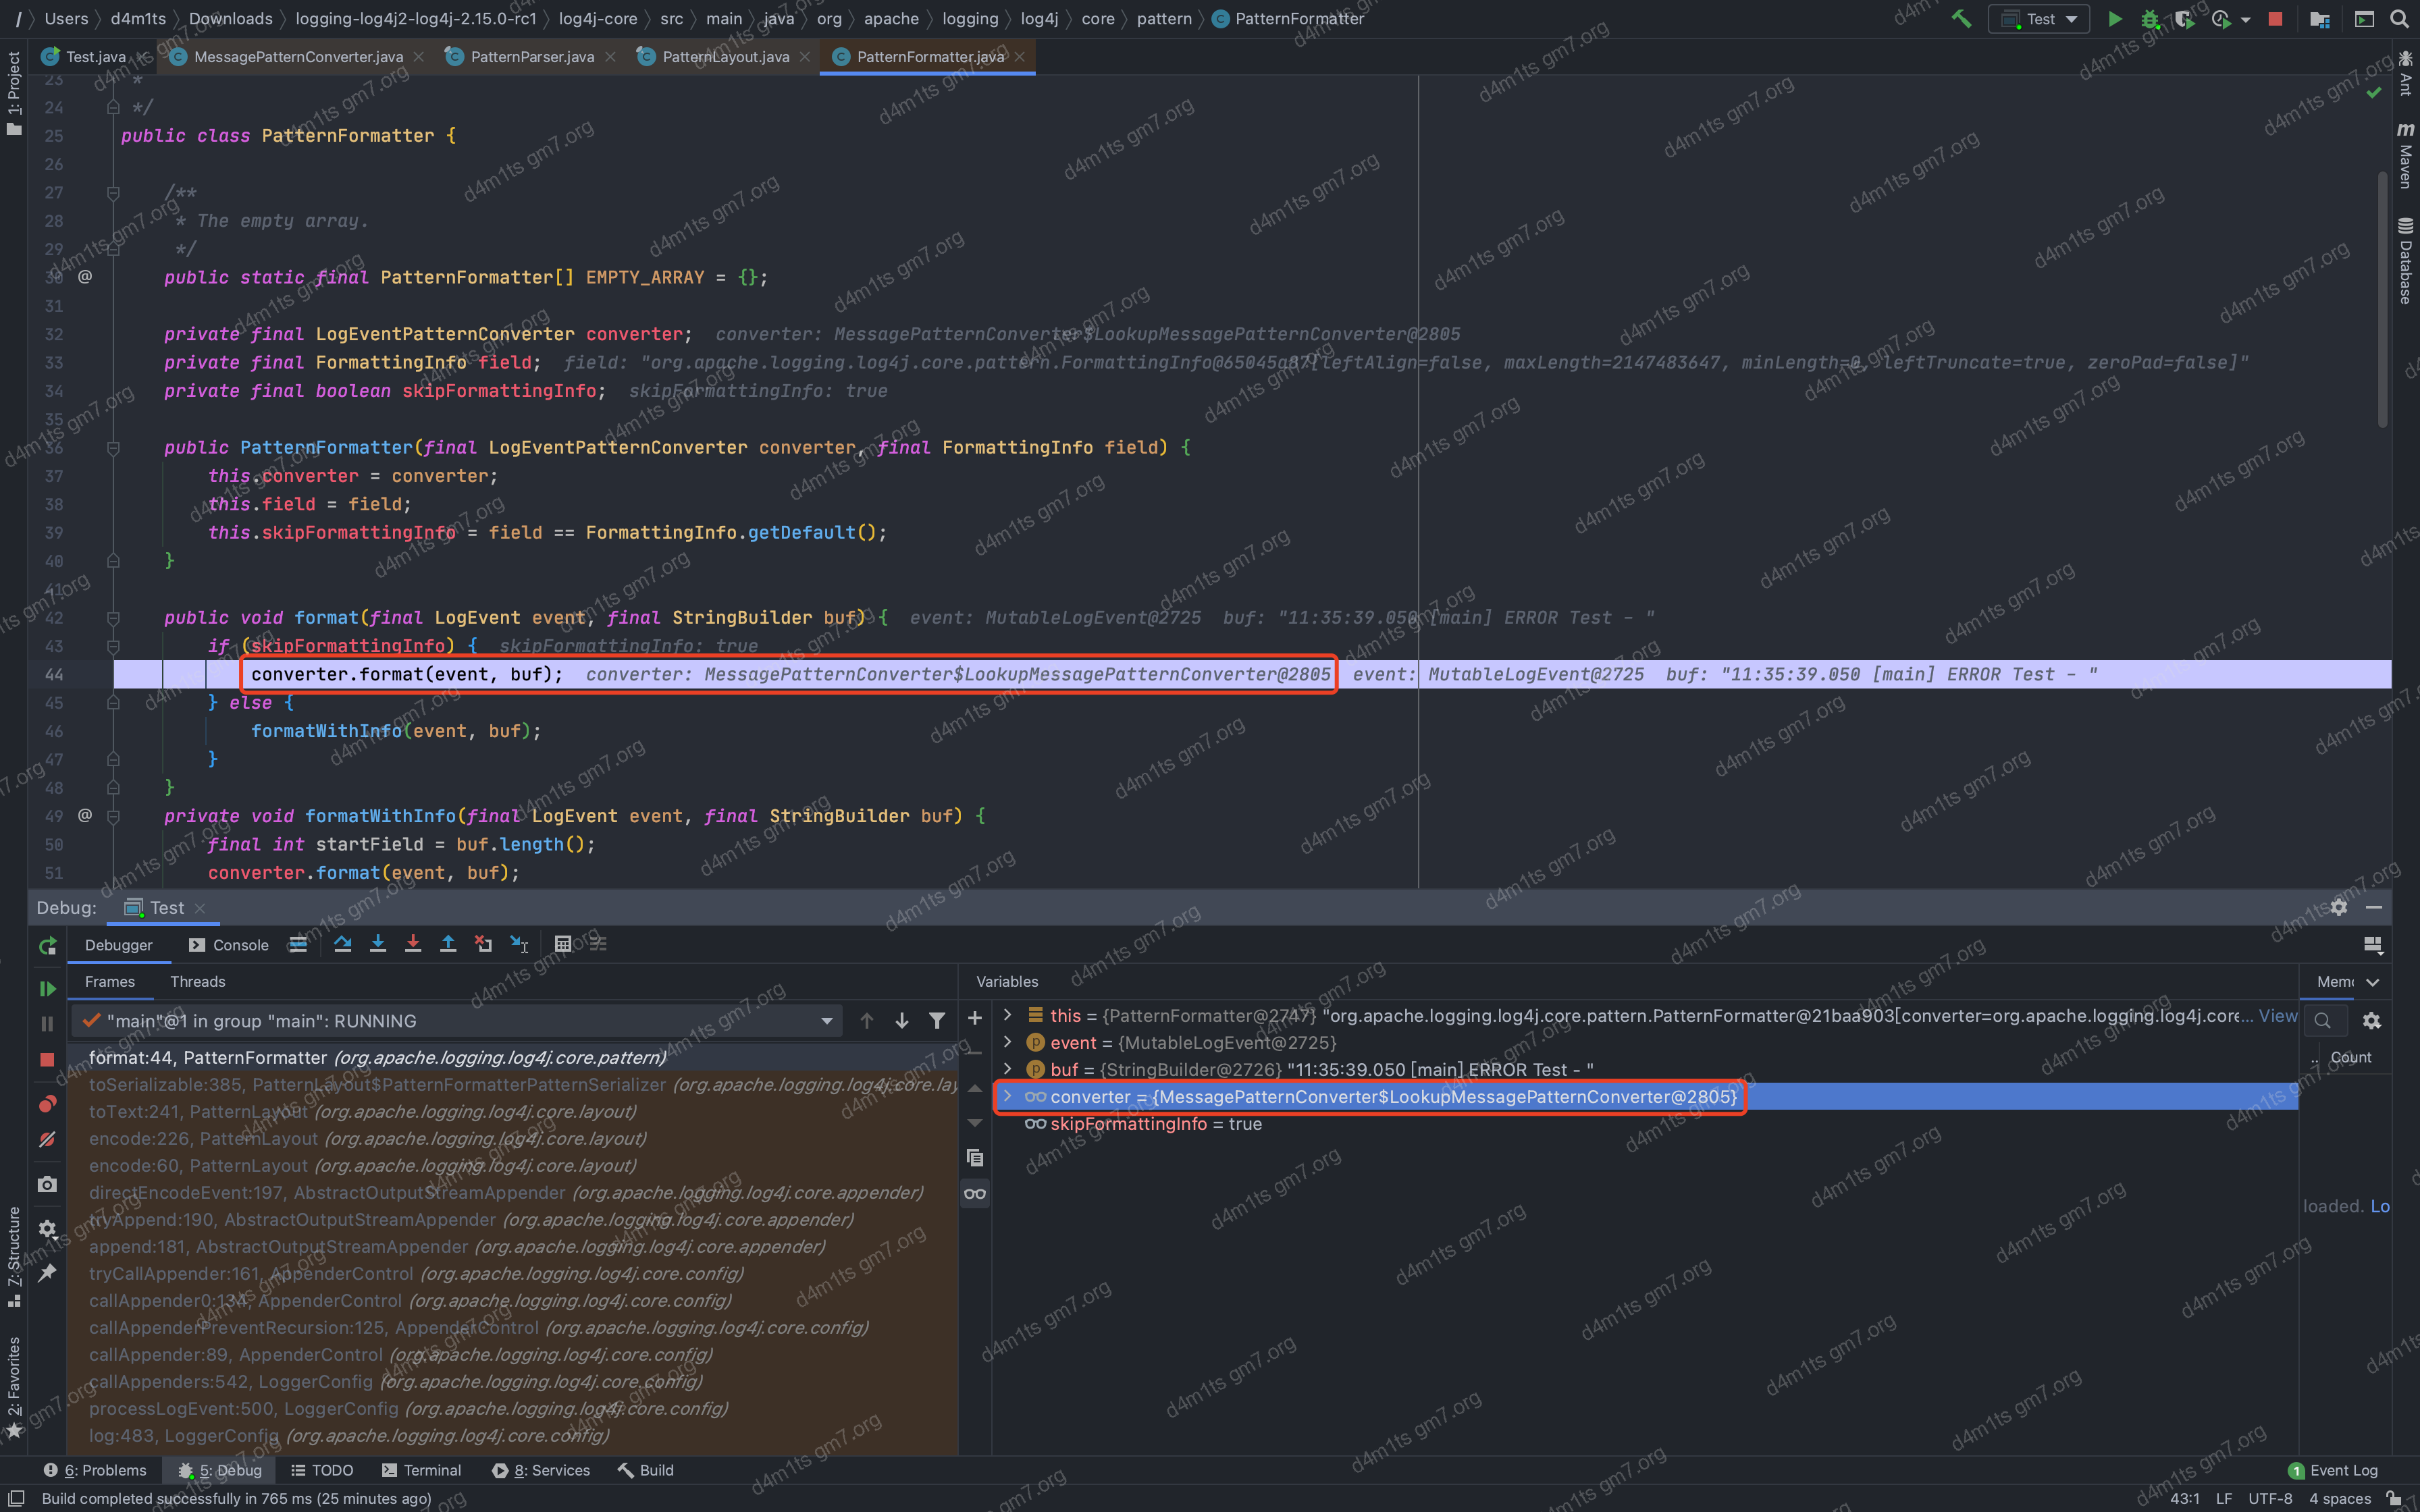 / Users d4m1ts Downloads logging-log4j2-log4j-2.15.0-rc1 log4j-core src main java org apache logging log4j core pattern PatternFormatter Test
Test.java MessagePatternConverter.java PatternParser.java PatternLayout.java PatternFormatter.java
1: Project
Ant
Maven
Database
23 *
24 */
25 public class PatternFormatter {
26
27 /**
28 * The empty array.
29 */
30 @ public static final PatternFormatter[] EMPTY_ARRAY = {};
31
32 private final LogEventPatternConverter converter; converter: MessagePatternConverter$LookupMessagePatternConverter@2805
33 private final FormattingInfo field; field: "org.apache.logging.log4j.core.pattern.FormattingInfo@65045a87[leftAlign=false, maxLength=2147483647, minLength=0, leftTruncate=true, zeroPad=false]"
34 private final boolean skipFormattingInfo; skipFormattingInfo: true
35
36 public PatternFormatter(final LogEventPatternConverter converter, final FormattingInfo field) {
37 this.converter = converter;
38 this.field = field;
39 this.skipFormattingInfo = field == FormattingInfo.getDefault();
40 }
41
42 public void format(final LogEvent event, final StringBuilder buf) { event: MutableLogEvent@2725 buf: "11:35:39.050 [main] ERROR Test - "
43 if (skipFormattingInfo) { skipFormattingInfo: true
44 converter.format(event, buf); converter: MessagePatternConverter$LookupMessagePatternConverter@2805 event: MutableLogEvent@2725 buf: "11:35:39.050 [main] ERROR Test - "
45 } else {
46 formatWithInfo(event, buf);
47 }
48 }
49 @ private void formatWithInfo(final LogEvent event, final StringBuilder buf) {
50 final int startField = buf.length();
51 converter.format(event, buf);
Debug: Test
Debugger Console
Frames Threads Variables Mem
"main"@1 in group "main": RUNNING
format:44, PatternFormatter (org.apache.logging.log4j.core.pattern)
toSerializable:385, PatternLayout$PatternFormatterPatternSerializer (org.apache.logging.log4j.core.lay
toText:241, PatternLayout (org.apache.logging.log4j.core.layout)
encode:226, PatternLayout (org.apache.logging.log4j.core.layout)
encode:60, PatternLayout (org.apache.logging.log4j.core.layout)
directEncodeEvent:197, AbstractOutputStreamAppender (org.apache.logging.log4j.core.appender)
tryAppend:190, AbstractOutputStreamAppender (org.apache.logging.log4j.core.appender)
append:181, AbstractOutputStreamAppender (org.apache.logging.log4j.core.appender)
tryCallAppender:161, AppenderControl (org.apache.logging.log4j.core.config)
callAppender0:134, AppenderControl (org.apache.logging.log4j.core.config)
callAppenderPreventRecursion:125, AppenderControl (org.apache.logging.log4j.core.config)
callAppender:89, AppenderControl (org.apache.logging.log4j.core.config)
callAppenders:542, LoggerConfig (org.apache.logging.log4j.core.config)
processLogEvent:500, LoggerConfig (org.apache.logging.log4j.core.config)
log:483, LoggerConfig (org.apache.logging.log4j.core.config)
this = {PatternFormatter@2747} "org.apache.logging.log4j.core.pattern.PatternFormatter@21baa903[converter=org.apache.logging.log4j.core... View
event = {MutableLogEvent@2725}
buf = {StringBuilder@2726} "11:35:39.050 [main] ERROR Test - "
converter = {MessagePatternConverter$LookupMessagePatternConverter@2805}
skipFormattingInfo = true
.. Count
loaded. Lo
7: Structure
2: Favorites
6: Problems 5: Debug TODO Terminal 8: Services Build 1 Event Log
Build completed successfully in 765 ms (25 minutes ago) 43:1 LF UTF-8 4 spaces
d4m1ts gm7.org